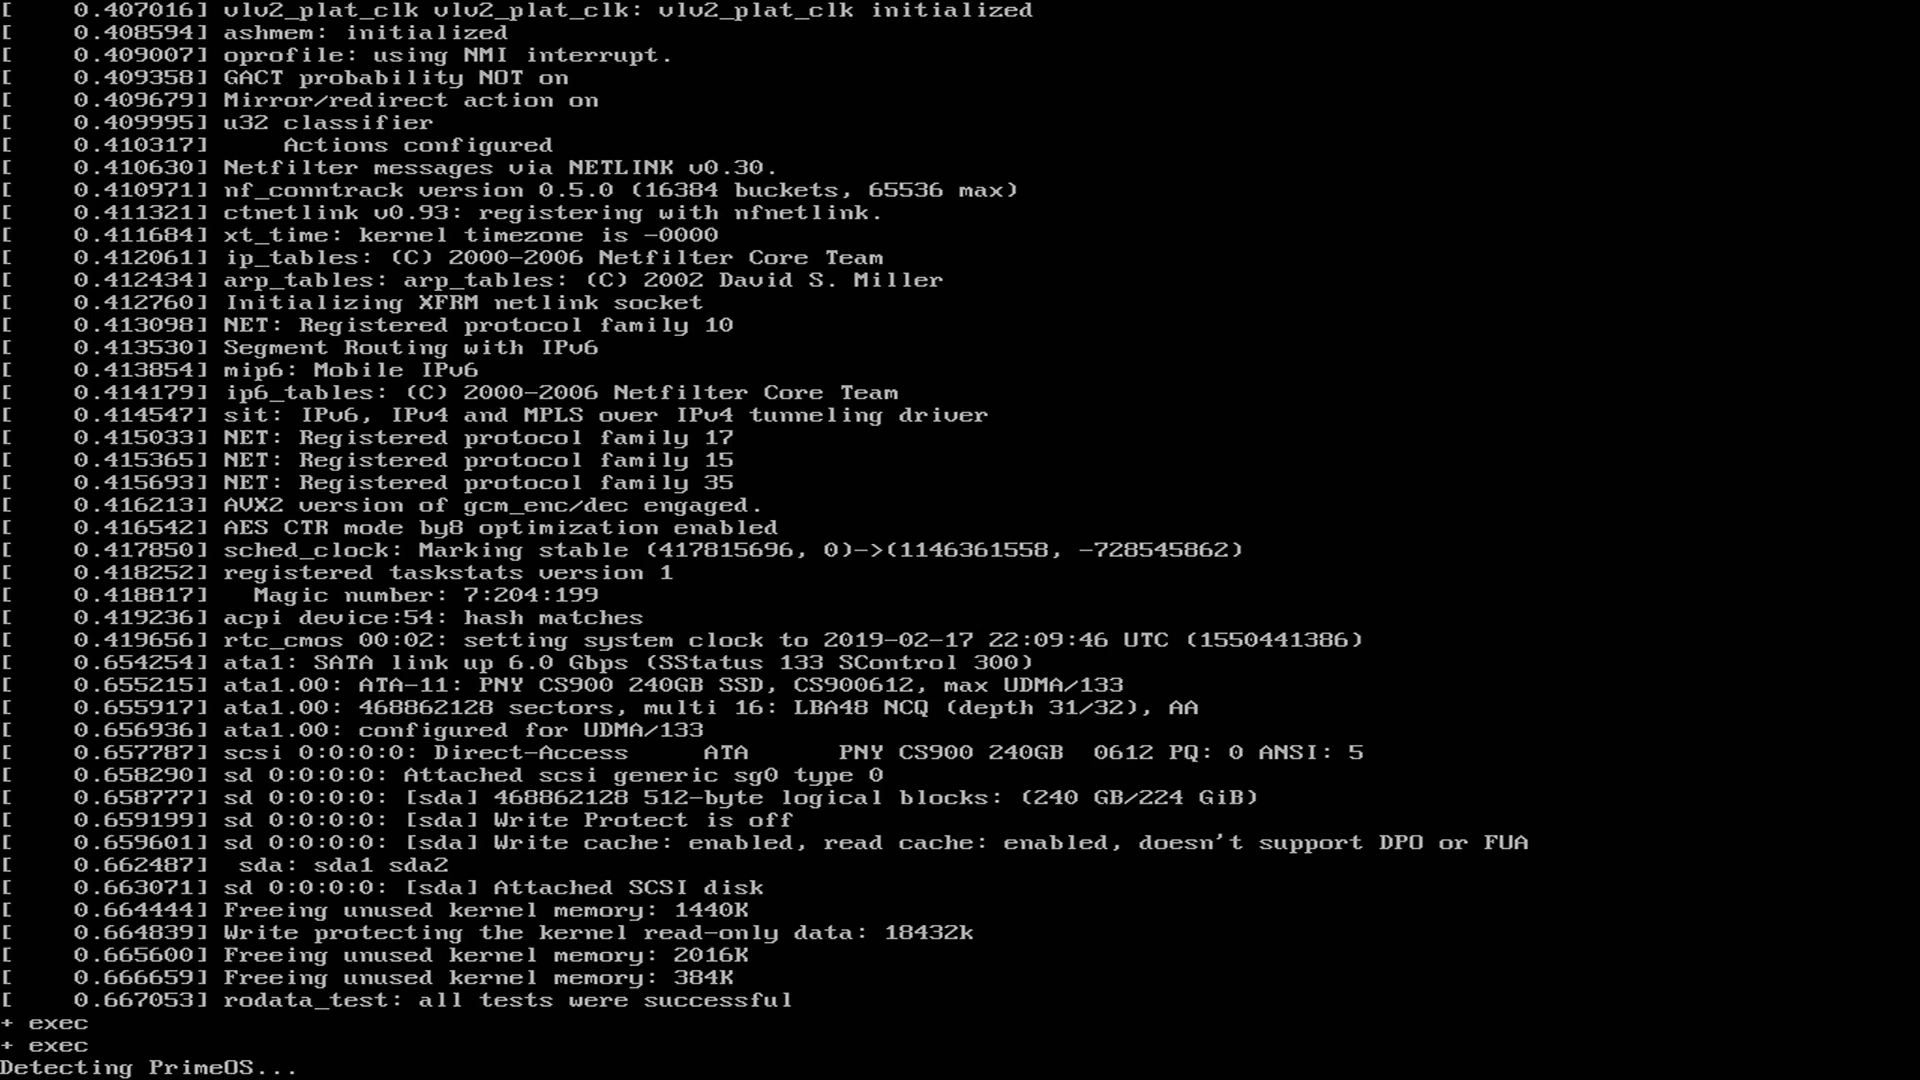 [    0.407016] vlv2_plat_clk vlv2_plat_clk: vlv2_plat_clk initialized
[    0.408594] ashmem: initialized
[    0.409007] oprofile: using NMI interrupt.
[    0.409358] GACT probability NOT on
[    0.409679] Mirror/redirect action on
[    0.409995] u32 classifier
[    0.410317]     Actions configured
[    0.410630] Netfilter messages via NETLINK v0.30.
[    0.410971] nf_conntrack version 0.5.0 (16384 buckets, 65536 max)
[    0.411321] ctnetlink v0.93: registering with nfnetlink.
[    0.411684] xt_time: kernel timezone is -0000
[    0.412061] ip_tables: (C) 2000-2006 Netfilter Core Team
[    0.412434] arp_tables: arp_tables: (C) 2002 David S. Miller
[    0.412760] Initializing XFRM netlink socket
[    0.413098] NET: Registered protocol family 10
[    0.413530] Segment Routing with IPv6
[    0.413854] mip6: Mobile IPv6
[    0.414179] ip6_tables: (C) 2000-2006 Netfilter Core Team
[    0.414547] sit: IPv6, IPv4 and MPLS over IPv4 tunneling driver
[    0.415033] NET: Registered protocol family 17
[    0.415365] NET: Registered protocol family 15
[    0.415693] NET: Registered protocol family 35
[    0.416213] AVX2 version of gcm_enc/dec engaged.
[    0.416542] AES CTR mode by8 optimization enabled
[    0.417850] sched_clock: Marking stable (417815696, 0)->(1146361558, -728545862)
[    0.418252] registered taskstats version 1
[    0.418817]   Magic number: 7:204:199
[    0.419236] acpi device:54: hash matches
[    0.419656] rtc_cmos 00:02: setting system clock to 2019-02-17 22:09:46 UTC (1550441386)
[    0.654254] ata1: SATA link up 6.0 Gbps (SStatus 133 SControl 300)
[    0.655215] ata1.00: ATA-11: PNY CS900 240GB SSD, CS900612, max UDMA/133
[    0.655917] ata1.00: 468862128 sectors, multi 16: LBA48 NCQ (depth 31/32), AA
[    0.656936] ata1.00: configured for UDMA/133
[    0.657787] scsi 0:0:0:0: Direct-Access     ATA      PNY CS900 240GB  0612 PQ: 0 ANSI: 5
[    0.658290] sd 0:0:0:0: Attached scsi generic sg0 type 0
[    0.658777] sd 0:0:0:0: [sda] 468862128 512-byte logical blocks: (240 GB/224 GiB)
[    0.659199] sd 0:0:0:0: [sda] Write Protect is off
[    0.659601] sd 0:0:0:0: [sda] Write cache: enabled, read cache: enabled, doesn't support DPO or FUA
[    0.662487]  sda: sda1 sda2
[    0.663071] sd 0:0:0:0: [sda] Attached SCSI disk
[    0.664444] Freeing unused kernel memory: 1440K
[    0.664839] Write protecting the kernel read-only data: 18432k
[    0.665600] Freeing unused kernel memory: 2016K
[    0.666659] Freeing unused kernel memory: 384K
[    0.667053] rodata_test: all tests were successful
+ exec
+ exec
Detecting PrimeOS...